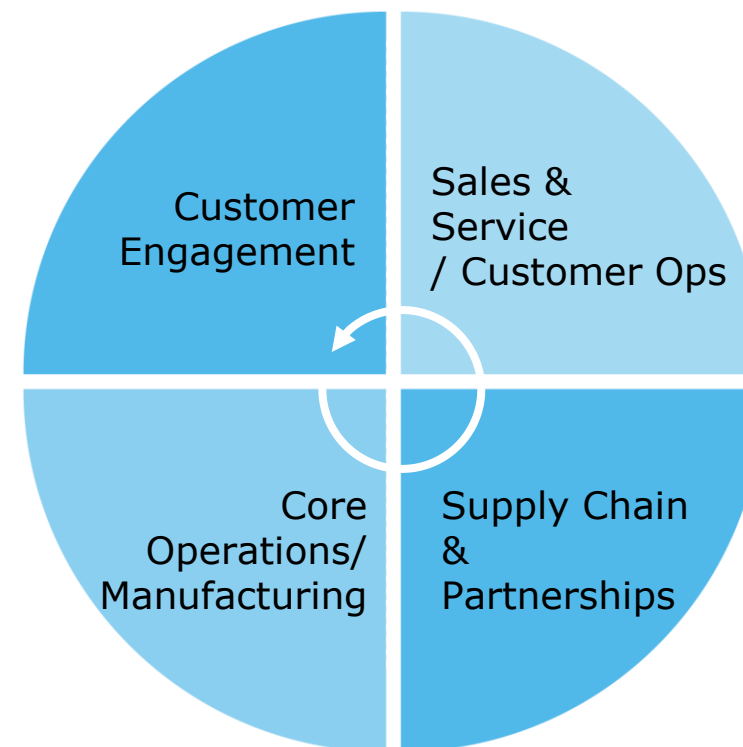 Customer
Engagement
Sales &
Service
/ Customer Ops
Core
Operations/
Manufacturing
Supply Chain
&
Partnerships